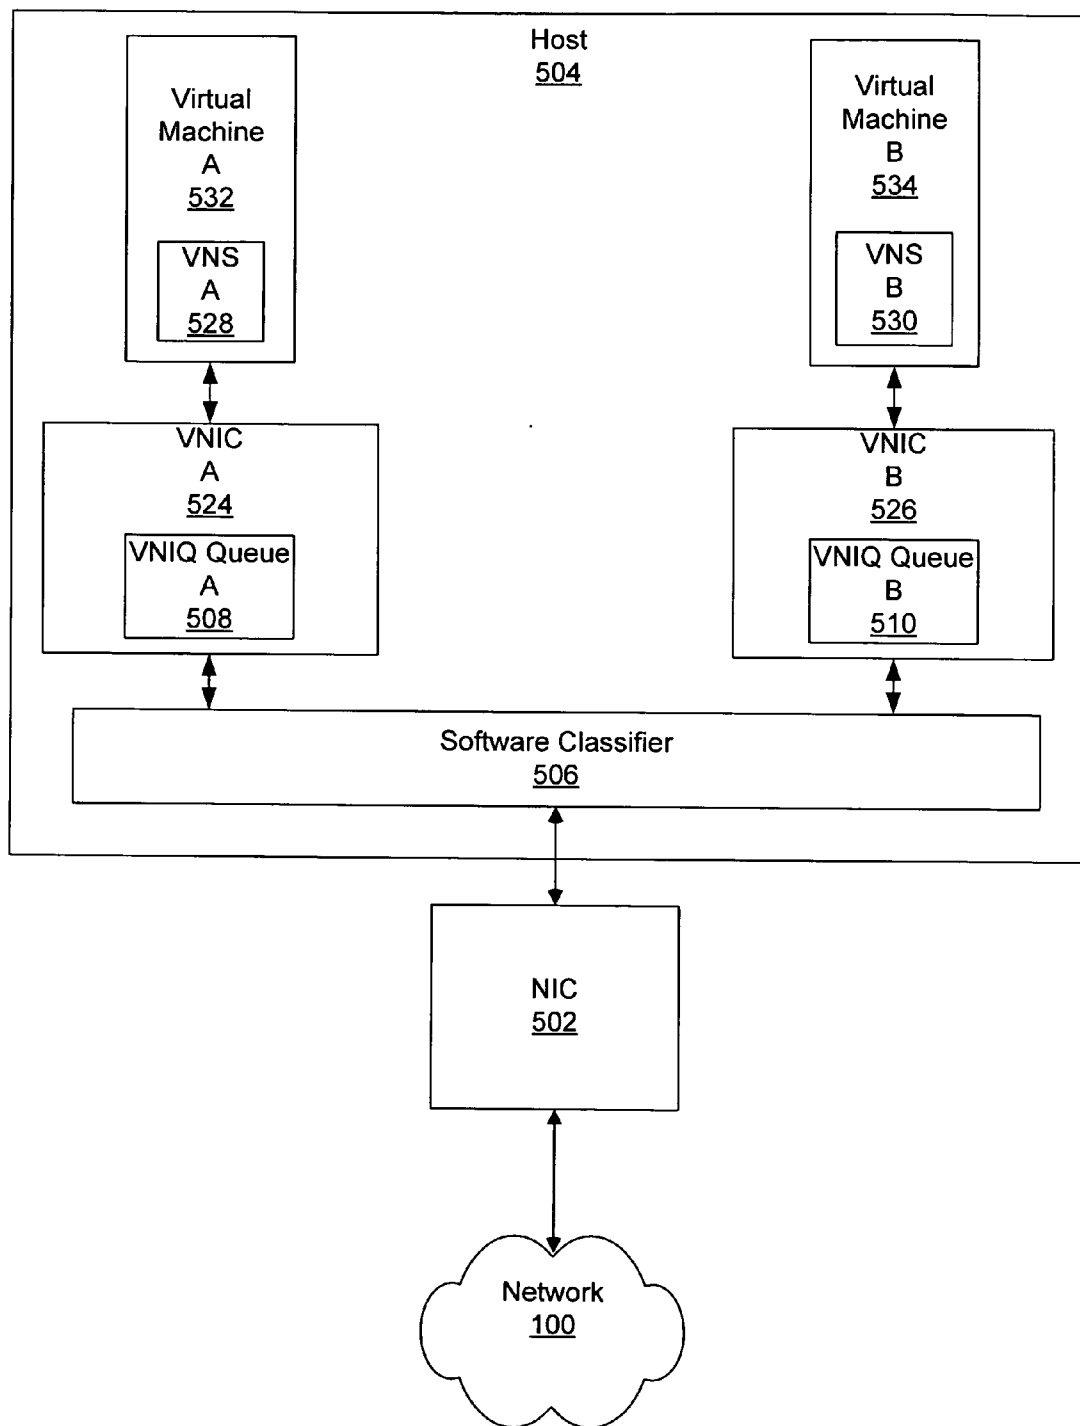 Host
504
Virtual
Machine
A
532
VNS
A
528
Virtual
Machine
B
534
VNS
B
530
VNIC
A
524
VNIQ Queue
A
508
VNIC
B
526
VNIQ Queue
B
510
Software Classifier
506
NIC
502
Network
100